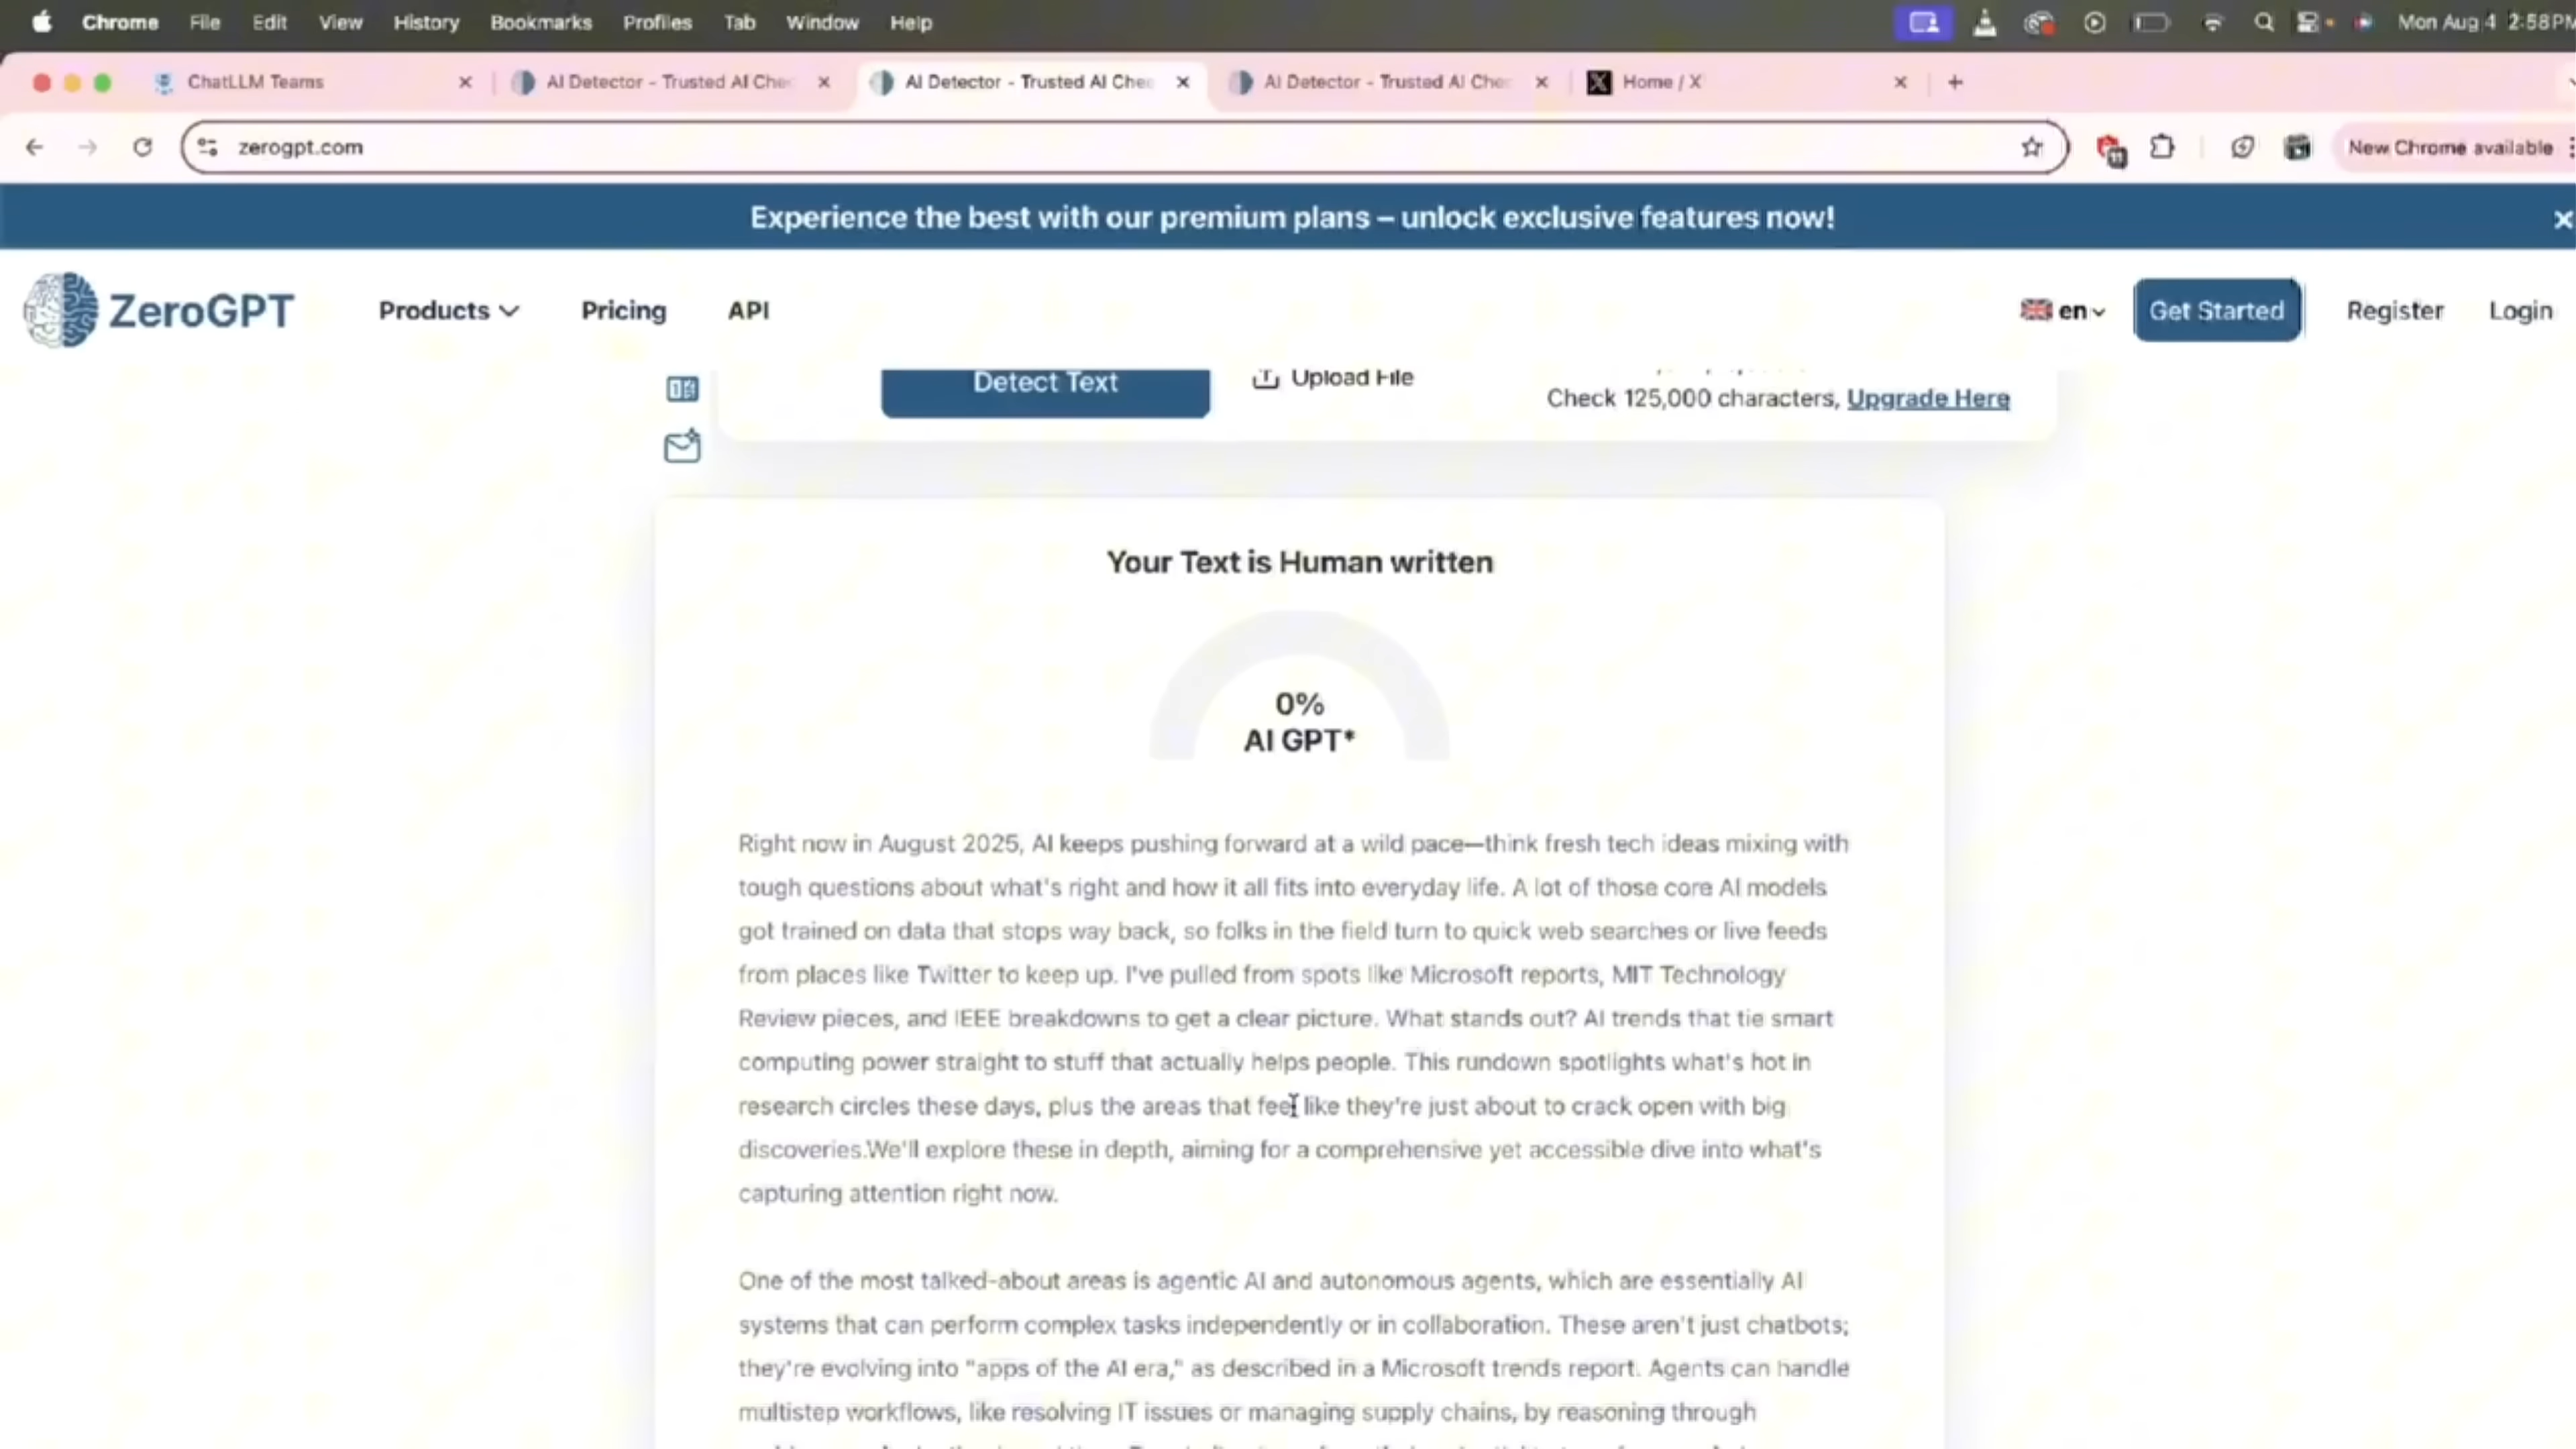 Chrome File Edit View History Bookmarks Profiles Tab Window Help Mon Aug 4 2:58PM
ChatLLM Teams AI Detector - Trusted AI Chec AI Detector - Trusted AI Chec AI Detector - Trusted AI Chec Home / X
zerogpt.com New Chrome available
Experience the best with our premium plans – unlock exclusive features now!
ZeroGPT Products Pricing API en Get Started Register Login
Detect Text Upload File
Check 125,000 characters, Upgrade Here
Your Text is Human written
0%
AI GPT*
Right now in August 2025, AI keeps pushing forward at a wild pace—think fresh tech ideas mixing with
tough questions about what's right and how it all fits into everyday life. A lot of those core AI models
got trained on data that stops way back, so folks in the field turn to quick web searches or live feeds
from places like Twitter to keep up. I've pulled from spots like Microsoft reports, MIT Technology
Review pieces, and IEEE breakdowns to get a clear picture. What stands out? AI trends that tie smart
computing power straight to stuff that actually helps people. This rundown spotlights what's hot in
research circles these days, plus the areas that feel like they're just about to crack open with big
discoveries.We'll explore these in depth, aiming for a comprehensive yet accessible dive into what's
capturing attention right now.
One of the most talked-about areas is agentic AI and autonomous agents, which are essentially AI
systems that can perform complex tasks independently or in collaboration. These aren't just chatbots;
they're evolving into "apps of the AI era," as described in a Microsoft trends report. Agents can handle
multistep workflows, like resolving IT issues or managing supply chains, by reasoning through